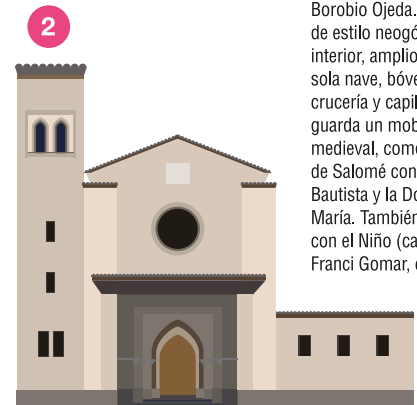 2
Borobio Ojeda.
de estilo neogó
interior, amplio
sola nave, bóve
crucería y capil
guarda un mob
medieval, com
de Salomé con
Bautista y la Do
María. También
con el Niño (ca
Franci Gomar,